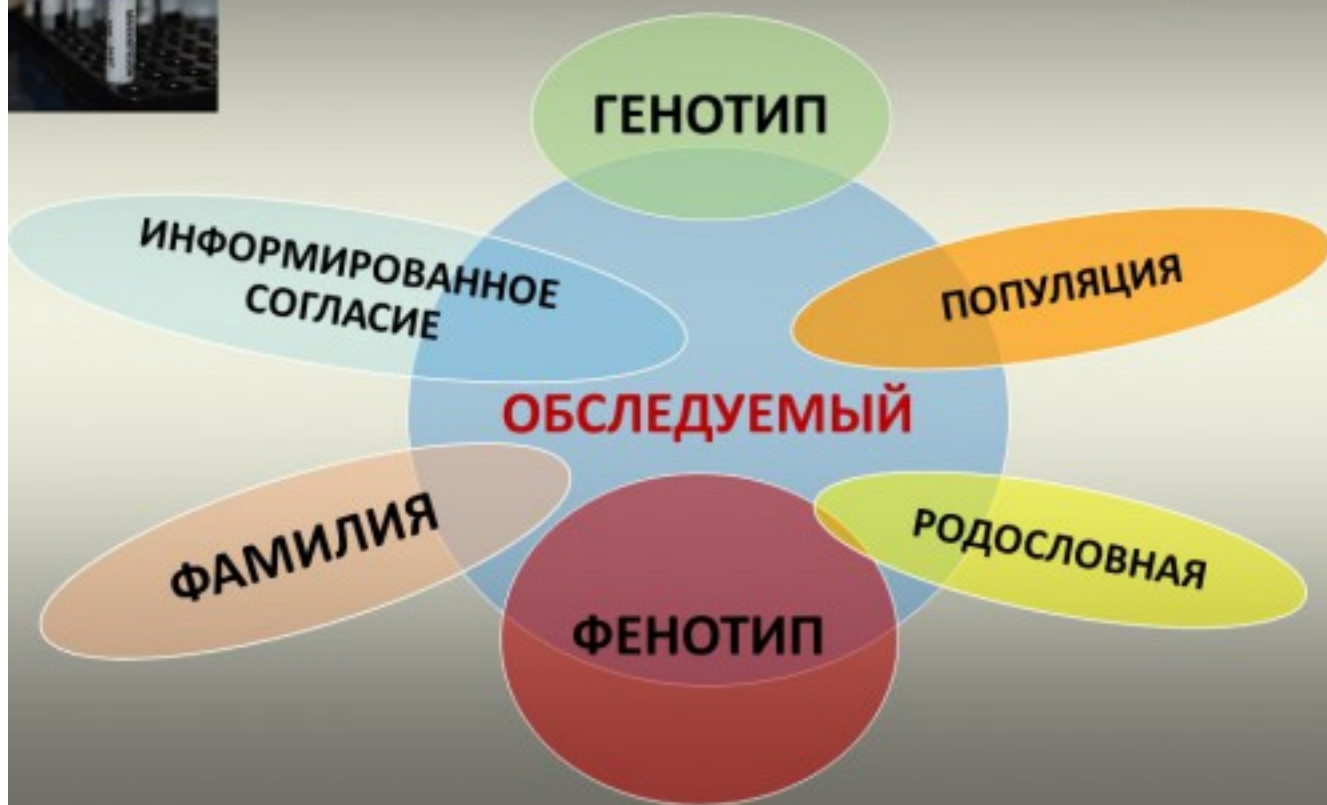 ГЕНОТИП
ИНФОРМИРОВАННОЕ
СОГЛАСИЕ
ПОПУЛЯЦИЯ
ОБСЛЕДУЕМЫЙ
ФАМИЛИЯ
РОДОСЛОВНАЯ
ФЕНОТИП